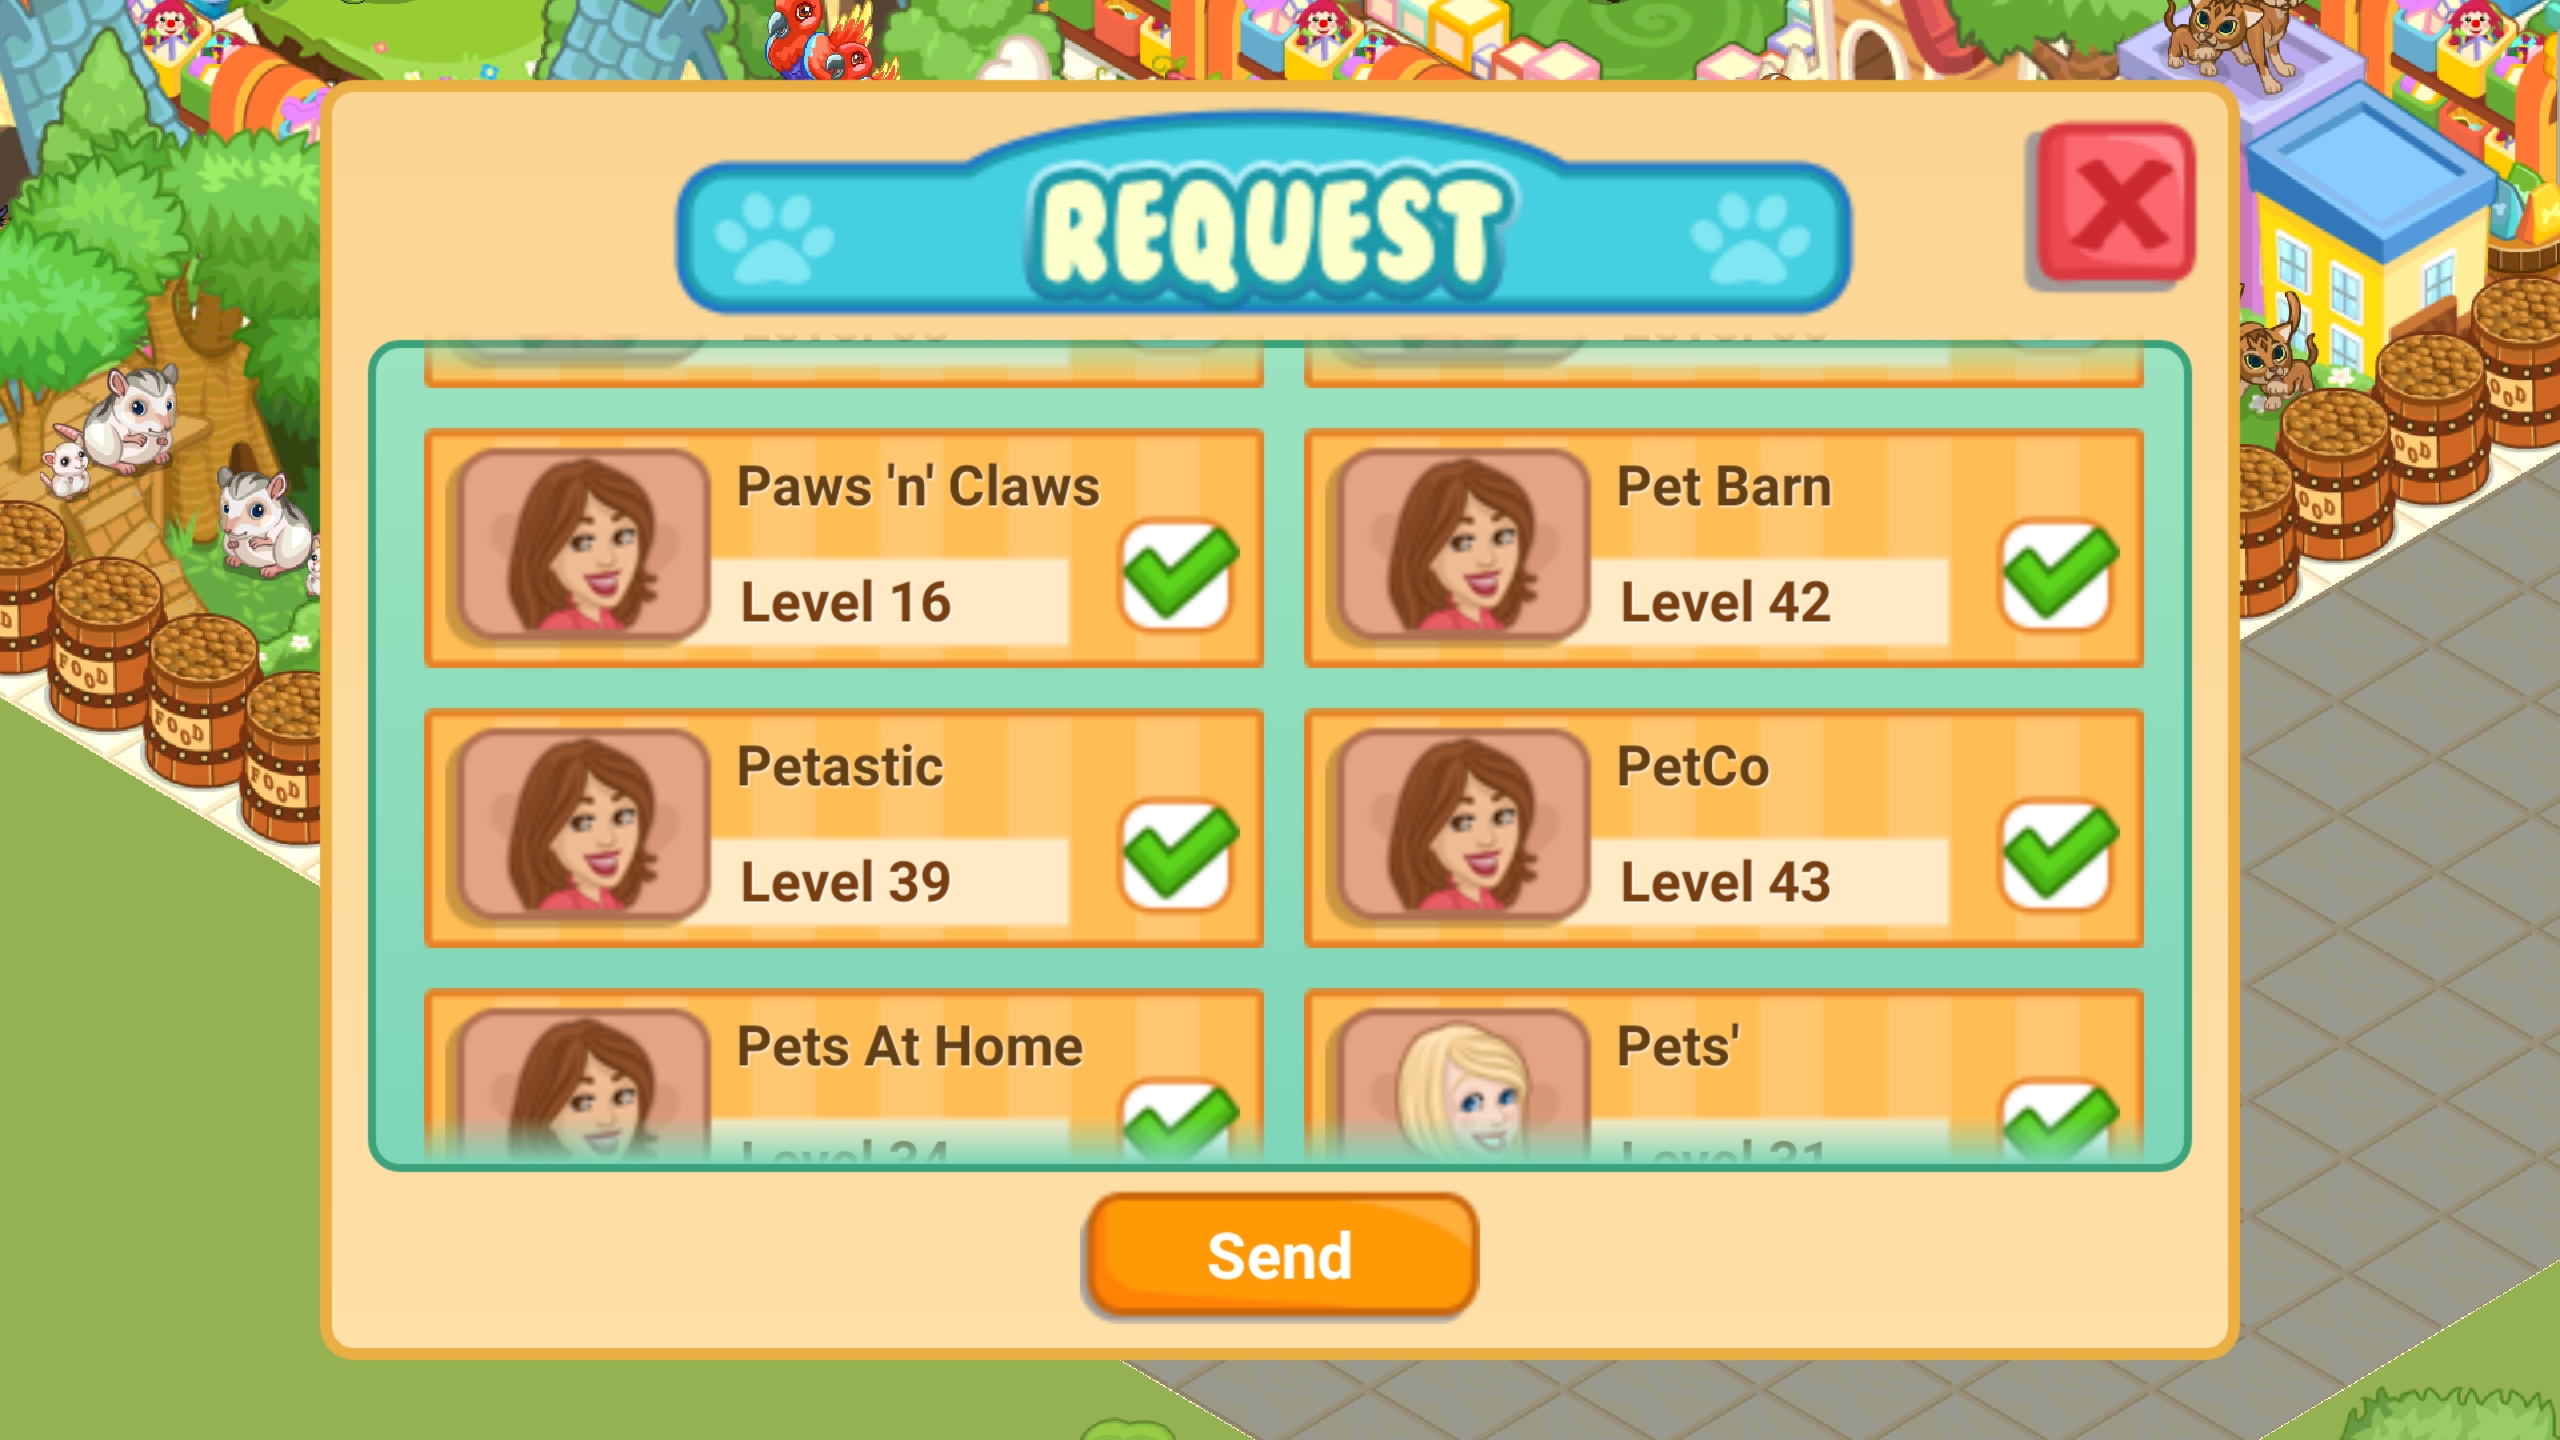 REQUEST
Paws 'n' Claws
Level 16
Pet Barn
Level 42
Petastic
Level 39
PetCo
Level 43
Pets At Home
Level 34
Pets'
Level 31
Send
FOOD
FOOD
FOOD